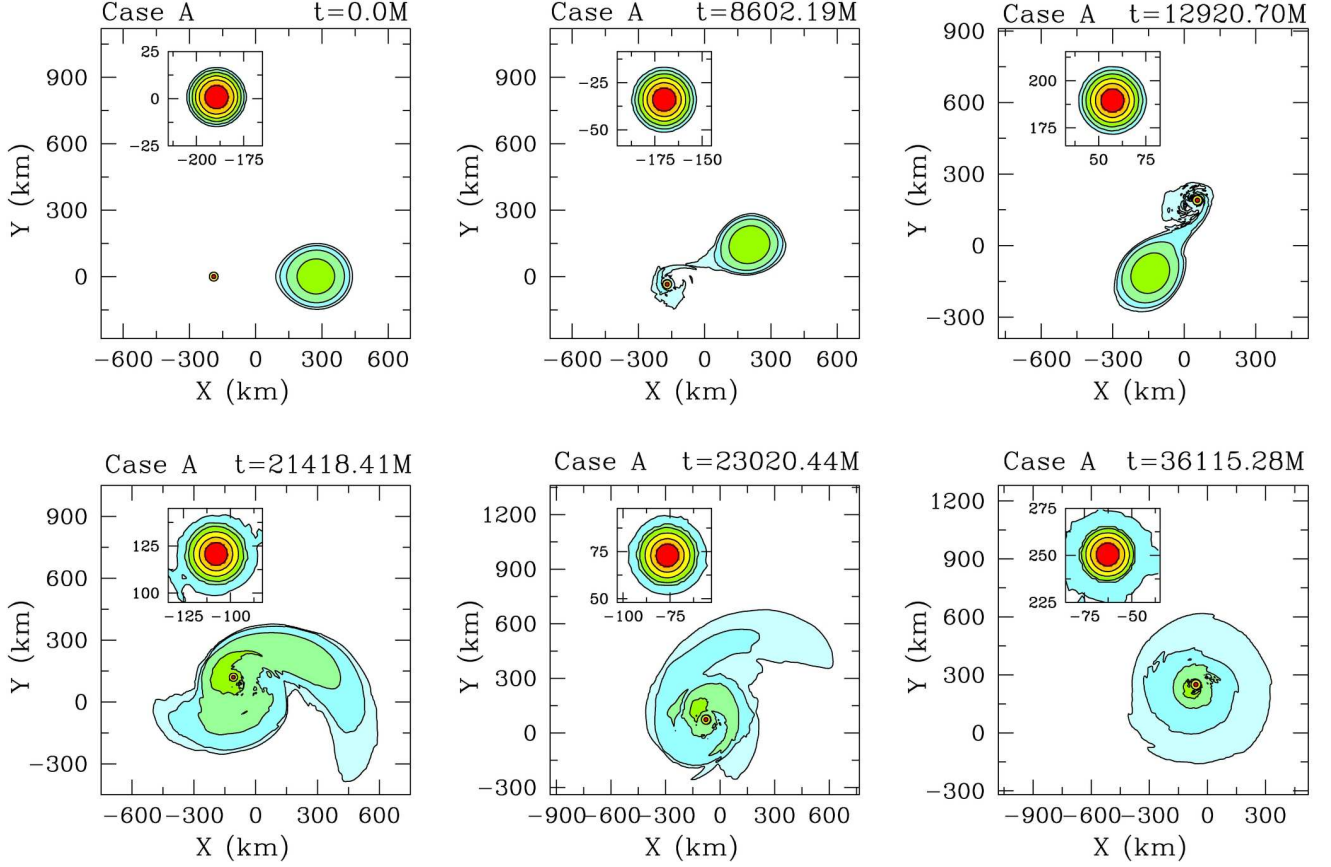 Case A t=0.0M
25
0
−25
−200 −175
900
600
300
0
−600 −300 0 300 600
Y (km)
X (km)
Case A t=8602.19M
−25
−50
−175 −150
900
600
300
0
−600 −300 0 300 600
Y (km)
X (km)
Case A t=12920.70M
200
175
50 75
900
600
300
0
−300
−600 −300 0 300
Y (km)
X (km)
Case A t=21418.41M
125
100
−125 −100
900
600
300
0
−300
−600 −300 0 300 600
Y (km)
X (km)
Case A t=23020.44M
75
50
−100 −75
1200
900
600
300
0
−300
−900 −600 −300 0 300 600
Y (km)
X (km)
Case A t=36115.28M
275
250
225
−75 −50
1200
900
600
300
0
−300
−900 −600 −300 0 300
Y (km)
X (km)